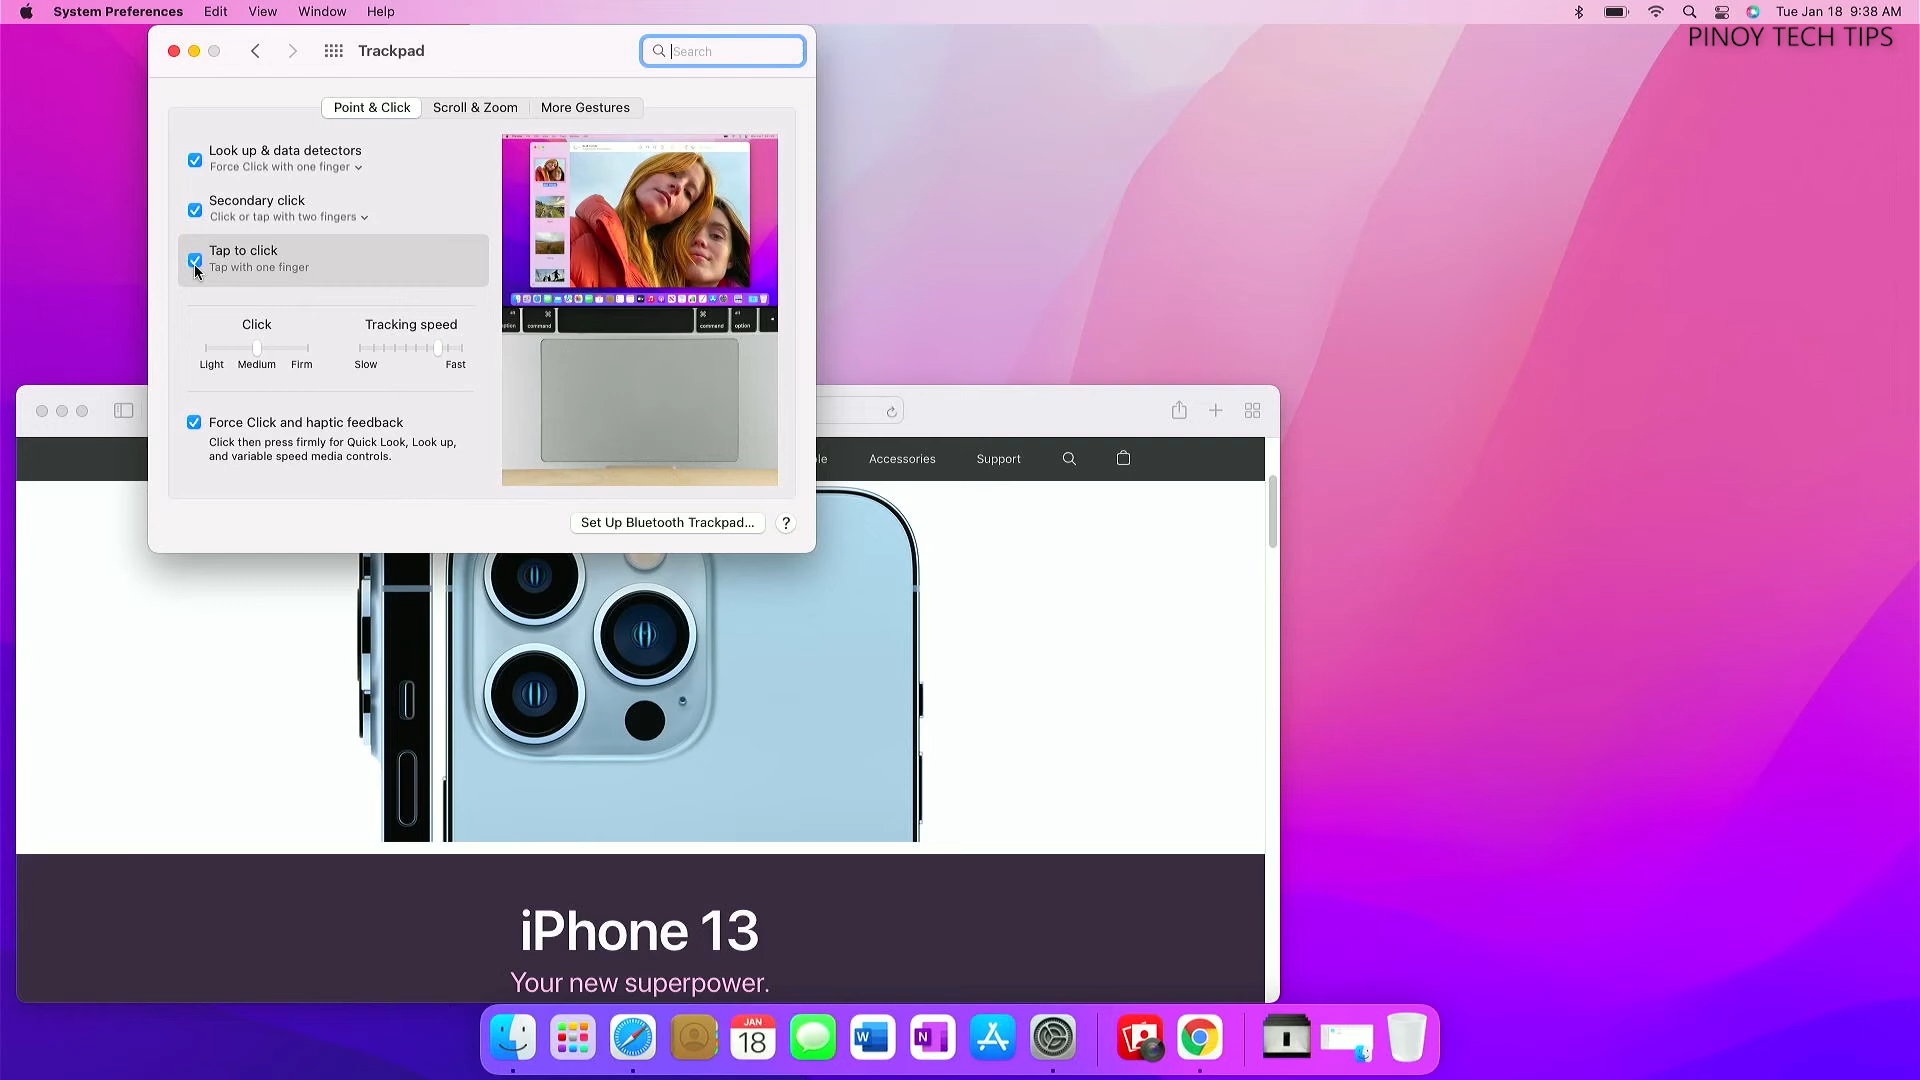 System Preferences Edit View Window Help
Tue Jan 18 9:38 AM
PINOY TECH TIPS
Trackpad
Search
Point & Click
Scroll & Zoom
More Gestures
Look up & data detectors
Force Click with one finger
Secondary click
Click or tap with two fingers
Tap to click
Tap with one finger
Click
Light Medium Firm
Tracking speed
Slow Fast
Force Click and haptic feedback
Click then press firmly for Quick Look, Look up,
and variable speed media controls.
command
command
option
Set Up Bluetooth Trackpad...
?
Accessories
Support
iPhone 13
Your new superpower.
JAN
18
W
N